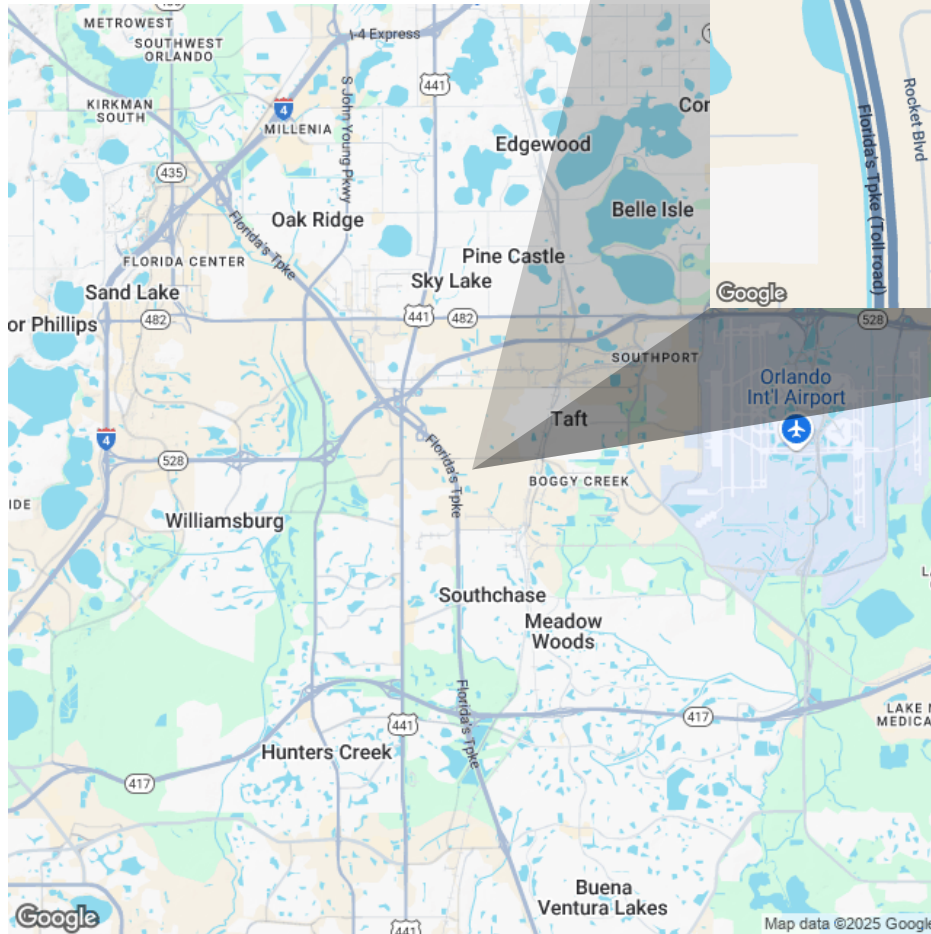 METROWEST
SOUTHWEST
ORLANDO
I-4 Express
441
KIRKMAN
SOUTH
4
MILLENIA
S John Young Pkwy
Edgewood
435
Oak Ridge
Belle Isle
Florida's Tpke
FLORIDA CENTER
Pine Castle
Sky Lake
Sand Lake
or Phillips
482
441
482
528
SOUTHPORT
Orlando
Int'l Airport
Taft
4
528
Florida's Tpke
BOGGY CREEK
IDE
Williamsburg
Southchase
Meadow
Woods
Florida's Tpke
441
417
LAKE N
MEDICA
Hunters Creek
417
Buena
Ventura Lakes
441
Google
Map data ©2025 Google
Rocket Blvd
Florida's Tpke (Toll road)
Google